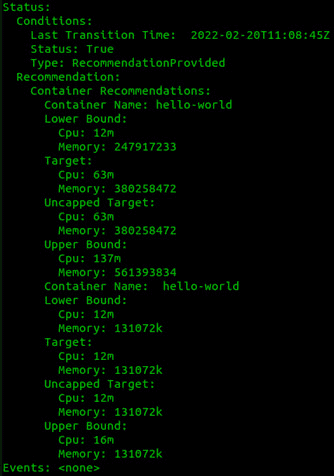 Status:
  Conditions:
    Last Transition Time:  2022-02-20T11:08:45Z
    Status: True
    Type: RecommendationProvided
  Recommendation:
    Container Recommendations:
      Container Name: hello-world
      Lower Bound:
        Cpu: 12m
        Memory: 247917233
      Target:
        Cpu: 63m
        Memory: 380258472
      Uncapped Target:
        Cpu: 63m
        Memory: 380258472
      Upper Bound:
        Cpu: 137m
        Memory: 561393834
      Container Name:  hello-world
      Lower Bound:
        Cpu: 12m
        Memory: 131072k
      Target:
        Cpu: 12m
        Memory: 131072k
      Uncapped Target:
        Cpu: 12m
        Memory: 131072k
      Upper Bound:
        Cpu: 16m
        Memory: 131072k
Events: <none>